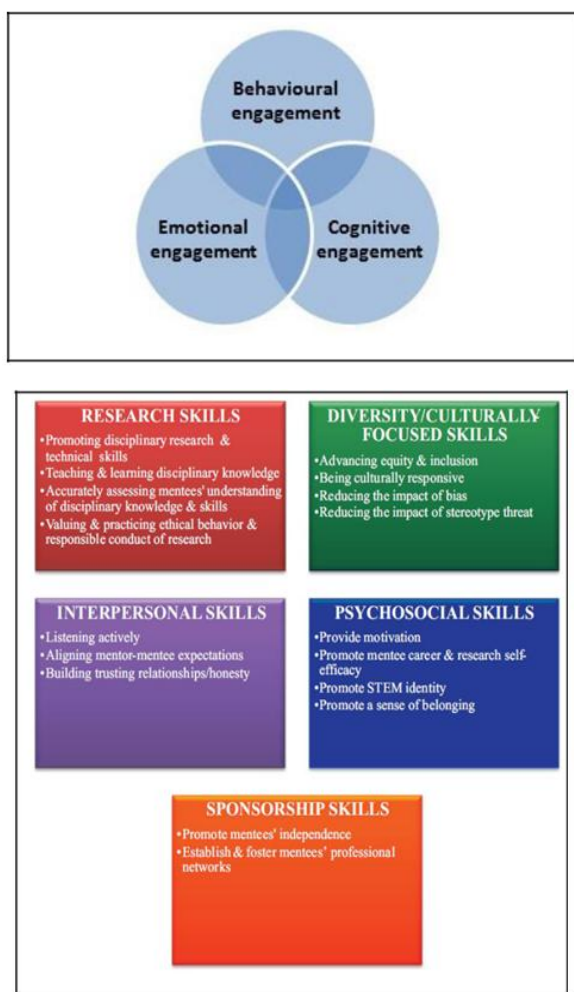 Behavioural
engagement
Emotional
engagement
Cognitive
engagement
RESEARCH SKILLS
•Promoting disciplinary research &
technical skills
•Teaching & learning disciplinary knowledge
•Accurately assessing mentees' understanding
of disciplinary knowledge & skills
•Valuing & practicing ethical behavior &
responsible conduct of research
DIVERSITY/CULTURALLY-
FOCUSED SKILLS
•Advancing equity & inclusion
•Being culturally responsive
•Reducing the impact of bias
•Reducing the impact of stereotype threat
INTERPERSONAL SKILLS
•Listening actively
•Aligning mentor-mentee expectations
•Building trusting relationships/honesty
PSYCHOSOCIAL SKILLS
•Provide motivation
•Promote mentee career & research self-
efficacy
•Promote STEM identity
•Promote a sense of belonging
SPONSORSHIP SKILLS
•Promote mentees' independence
•Establish & foster mentees' professional
networks